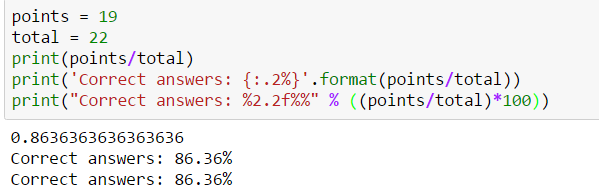 points = 19
total = 22
print(points/total)
print('Correct answers: {:.2%}'.format(points/total))
print("Correct answers: %2.2f%%" % ((points/total)*100))
0.8636363636363636
Correct answers: 86.36%
Correct answers: 86.36%